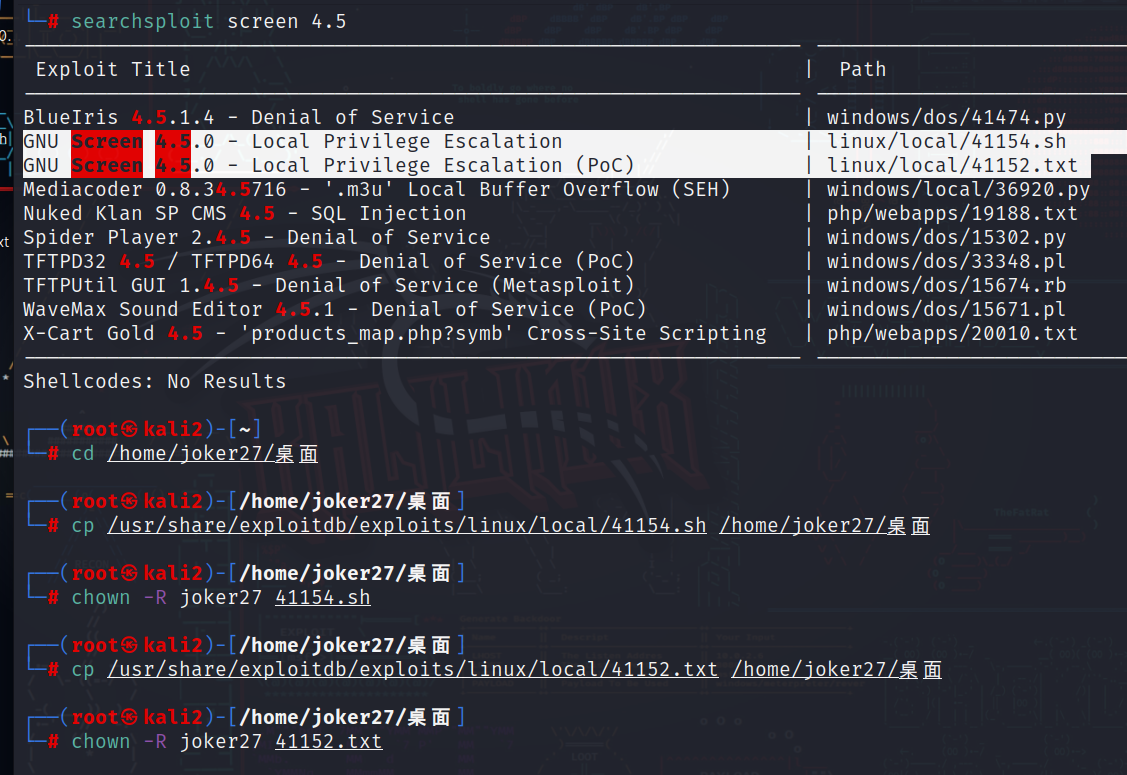 └─# searchsploit screen 4.5
Exploit Title | Path
BlueIris 4.5.1.4 - Denial of Service | windows/dos/41474.py
GNU Screen 4.5.0 - Local Privilege Escalation | linux/local/41154.sh
GNU Screen 4.5.0 - Local Privilege Escalation (PoC) | linux/local/41152.txt
Mediacoder 0.8.34.5716 - '.m3u' Local Buffer Overflow (SEH) | windows/local/36920.py
Nuked Klan SP CMS 4.5 - SQL Injection | php/webapps/19188.txt
Spider Player 2.4.5 - Denial of Service | windows/dos/15302.py
TFTPD32 4.5 / TFTPD64 4.5 - Denial of Service (PoC) | windows/dos/33348.pl
TFTPUtil GUI 1.4.5 - Denial of Service (Metasploit) | windows/dos/15674.rb
WaveMax Sound Editor 4.5.1 - Denial of Service (PoC) | windows/dos/15671.pl
X-Cart Gold 4.5 - 'products_map.php?symb' Cross-Site Scripting | php/webapps/20010.txt
Shellcodes: No Results
┌──(root㉿kali2)-[~]
└─# cd /home/joker27/桌面
┌──(root㉿kali2)-[/home/joker27/桌面]
└─# cp /usr/share/exploitdb/exploits/linux/local/41154.sh /home/joker27/桌面
┌──(root㉿kali2)-[/home/joker27/桌面]
└─# chown -R joker27 41154.sh
┌──(root㉿kali2)-[/home/joker27/桌面]
└─# cp /usr/share/exploitdb/exploits/linux/local/41152.txt /home/joker27/桌面
┌──(root㉿kali2)-[/home/joker27/桌面]
└─# chown -R joker27 41152.txt